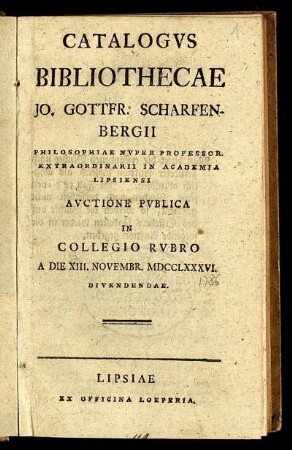 CATALOGVS
BIBLIOTHECAE
JO. GOTTFR. SCHARFEN-
BERGII
PHILOSOPHIAE NVPER PROFESSOR.
EXTRAORDINARII IN ACADEMIA
LIPSIENSI
AVCTIONE PVBLICA
IN
COLLEGIO RVBRO
A DIE XIII. NOVEMBR. MDCCLXXXVI.
DIVENDENDAE.
1786
LIPSIAE
EX OFFICINA LOEPERIA.